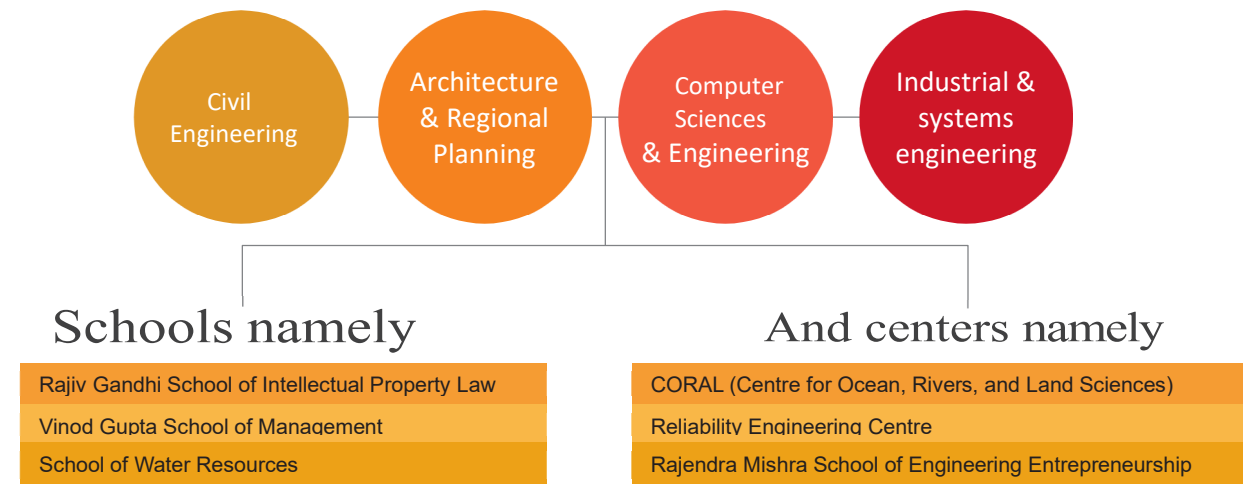 Civil
Engineering
Architecture
& Regional
Planning
Computer
Sciences
& Engineering
Industrial &
systems
engineering
Schools namely
Rajiv Gandhi School of Intellectual Property Law
Vinod Gupta School of Management
School of Water Resources
And centers namely
CORAL (Centre for Ocean, Rivers, and Land Sciences)
Reliability Engineering Centre
Rajendra Mishra School of Engineering Entrepreneurship